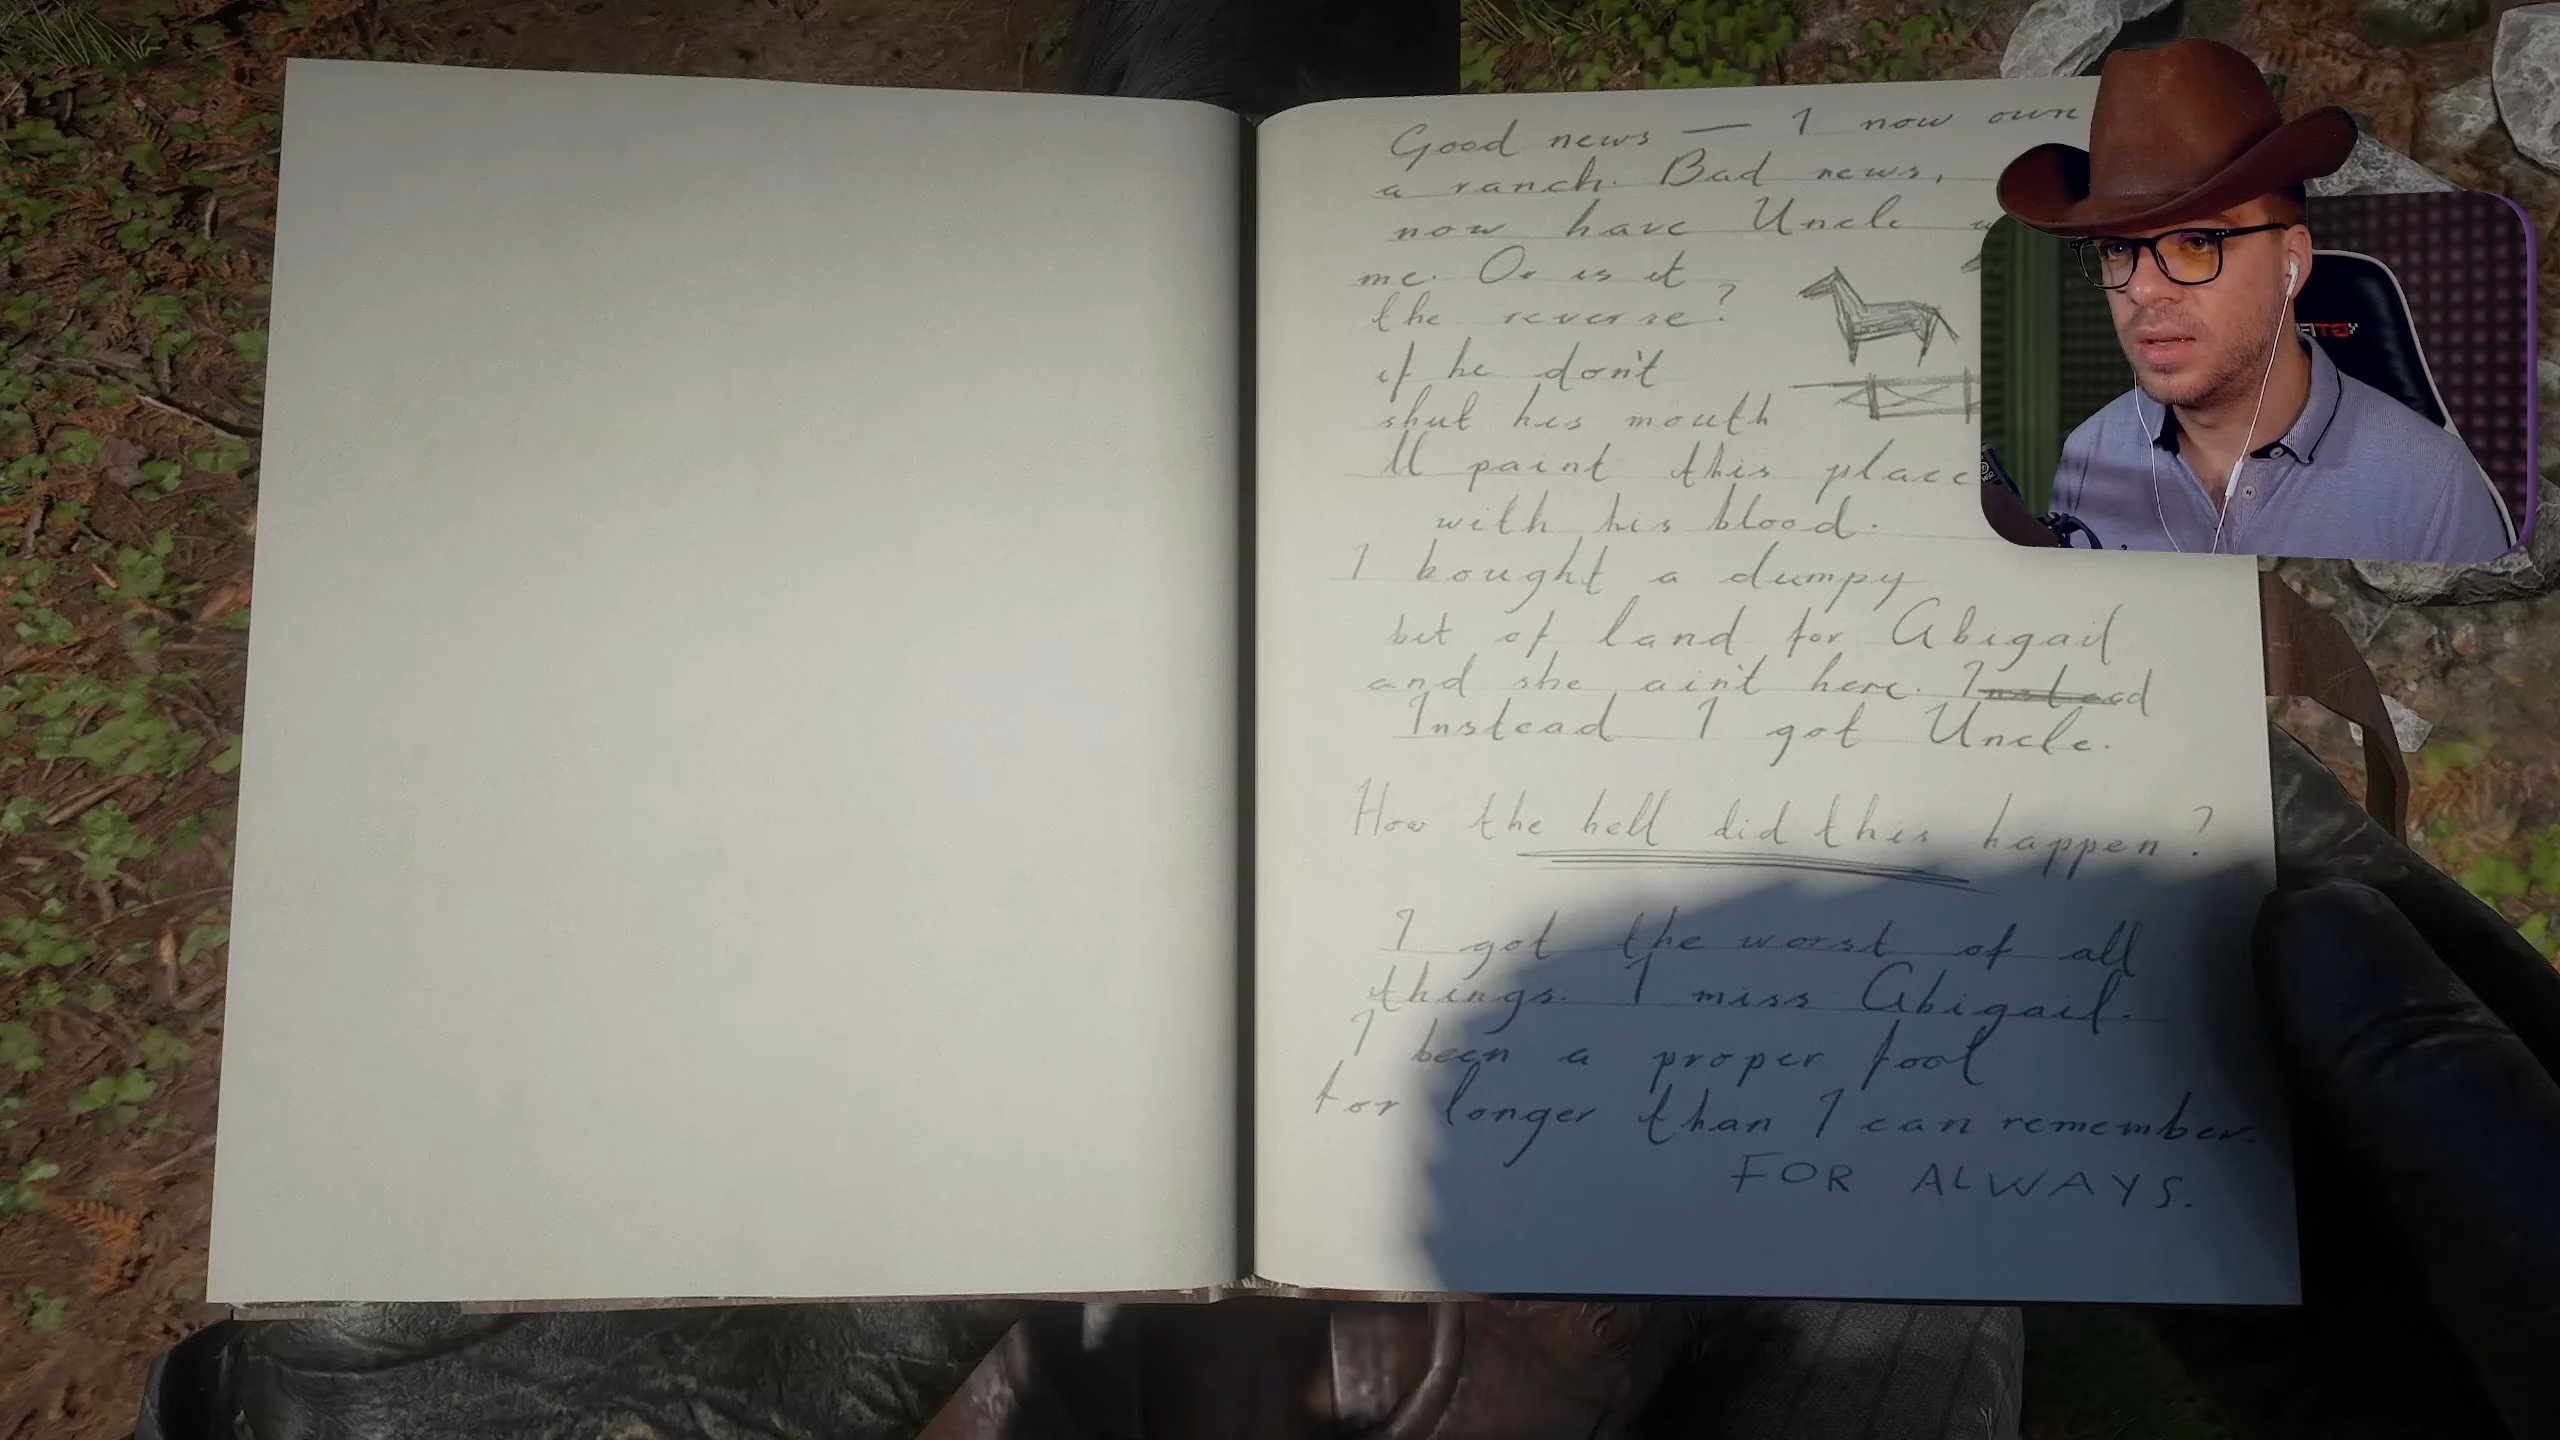 Good news — I now own
a ranch. Bad news,
now have Uncle
me. Or is it
the reverse?
if he don't
shut his mouth
ll paint this place
with his blood.
I bought a dumpy
bit of land for Abigail
and she ain't here. Instead
Instead I got Uncle.
How the hell did this happen?
I got the worst of all
things. I miss Abigail.
I been a proper fool
for longer than I can remember.
FOR ALWAYS.